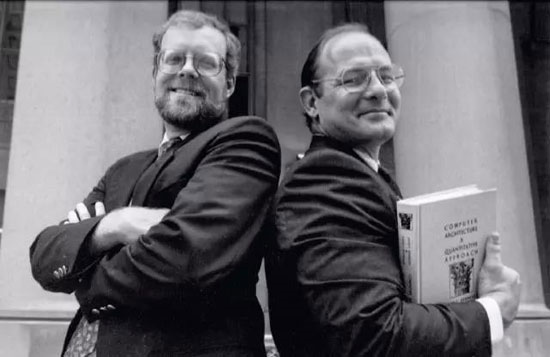 COMPUTER
ARCHITECTURE
A
QUANTITATIVE
APPROACH